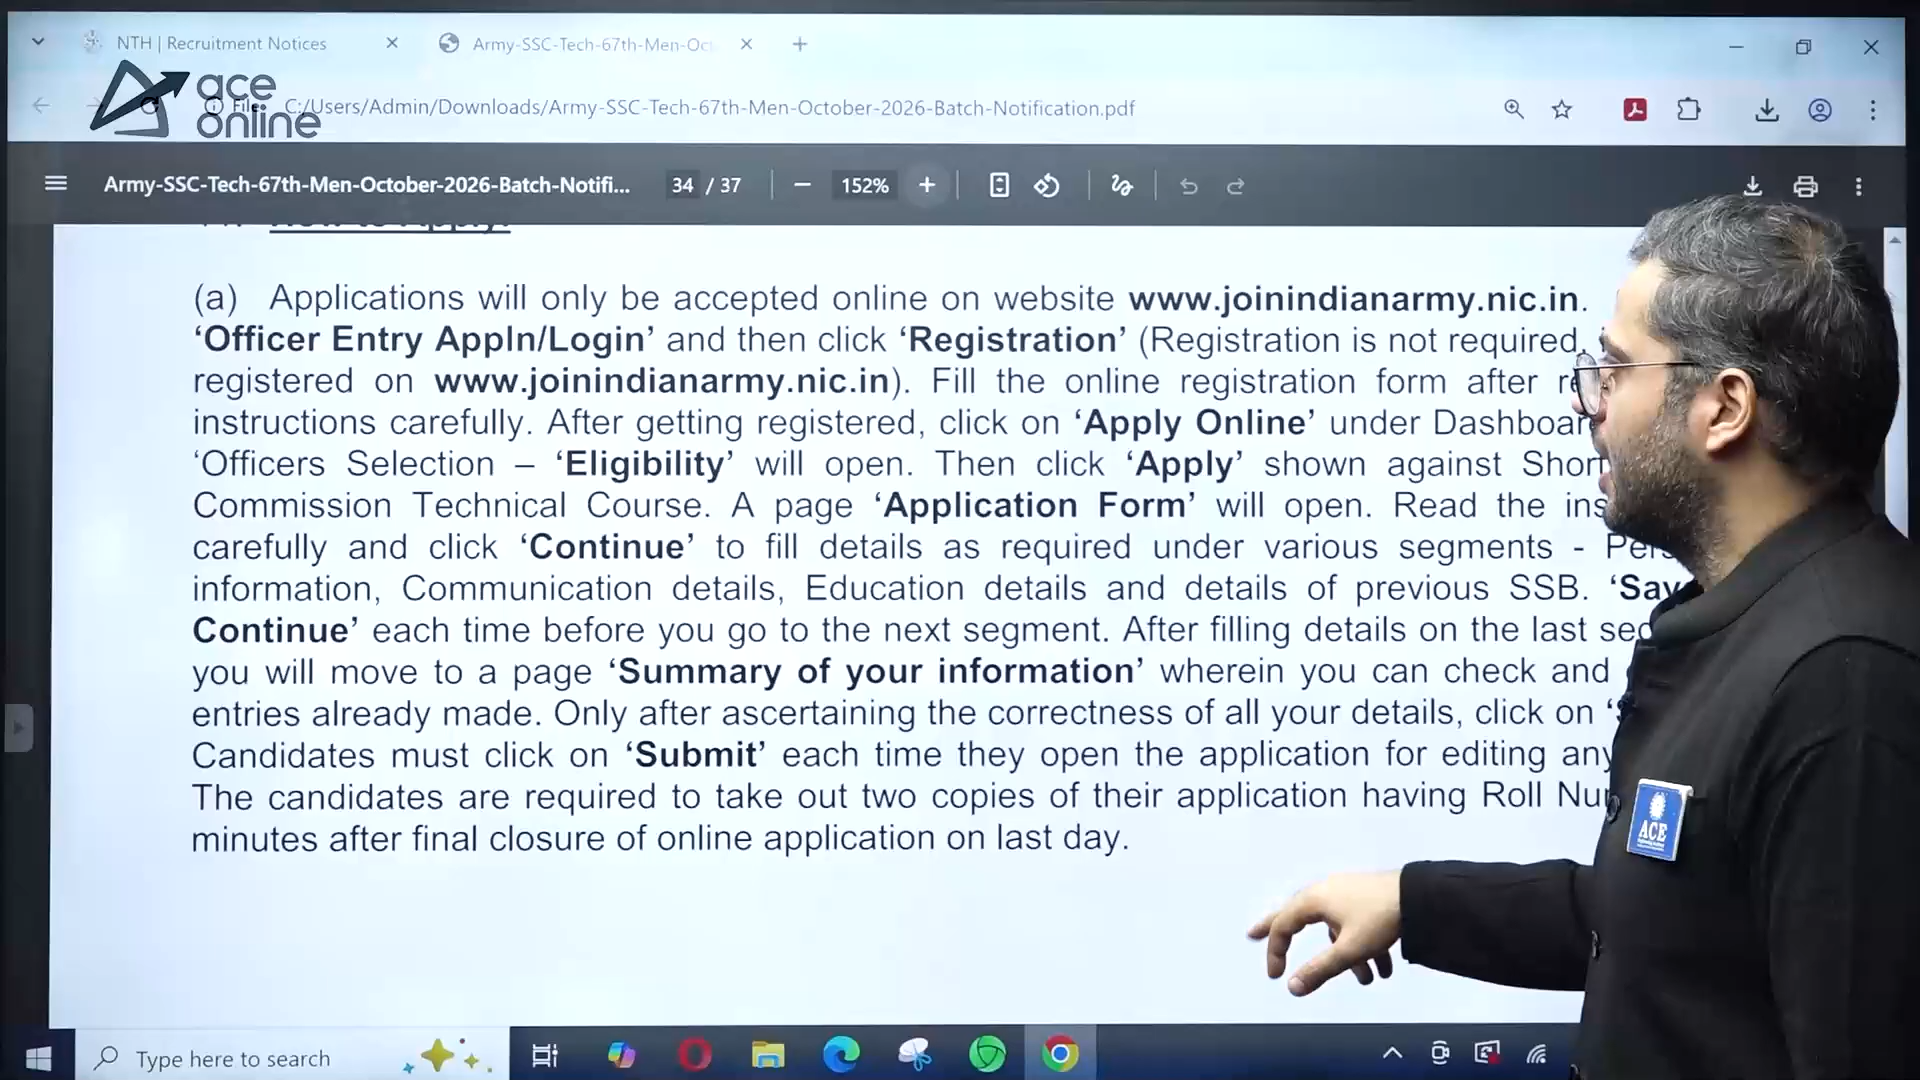 NTH | Recruitment Notices
Army-SSC-Tech-67th-Men-Oct
ace
online
C:/Users/Admin/Downloads/Army-SSC-Tech-67th-Men-October-2026-Batch-Notification.pdf
Army-SSC-Tech-67th-Men-October-2026-Batch-Notifi...
34 / 37
152%
How to Apply.
(a) Applications will only be accepted online on website www.joinindianarmy.nic.in.
‘Officer Entry Appln/Login’ and then click ‘Registration’ (Registration is not required,
registered on www.joinindianarmy.nic.in). Fill the online registration form after
instructions carefully. After getting registered, click on ‘Apply Online’ under
‘Officers Selection – ‘Eligibility’ will open. Then click ‘Apply’ shown against
Commission Technical Course. A page ‘Application Form’ will open. Read the
carefully and click ‘Continue’ to fill details as required under various segments -
information, Communication details, Education details and details of previous SSB.
Continue’ each time before you go to the next segment. After filling details on the last
you will move to a page ‘Summary of your information’ wherein you can check and
entries already made. Only after ascertaining the correctness of all your details, click on
Candidates must click on ‘Submit’ each time they open the application for editing
The candidates are required to take out two copies of their application having Roll
minutes after final closure of online application on last day.
ACE
Type here to search